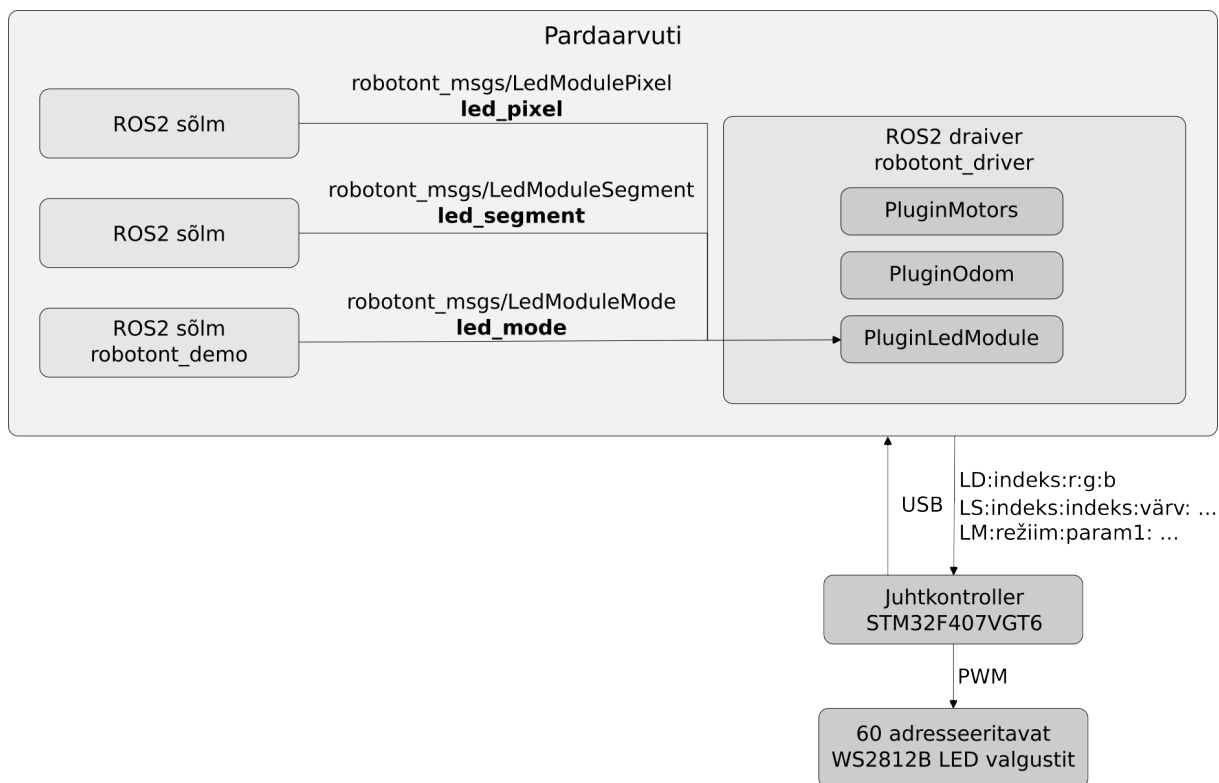 Pardaarvuti
robotont_msgs/LedModulePixel
led_pixel
ROS2 sõlm
robotont_msgs/LedModuleSegment
led_segment
ROS2 sõlm
robotont_msgs/LedModuleMode
led_mode
ROS2 sõlm
robotont_demo
ROS2 draiver
robotont_driver
PluginMotors
PluginOdom
PluginLedModule
USB
LD:indeks:r:g:b
LS:indeks:indeks:värv: ...
LM:režiim:param1: ...
Juhtkontroller
STM32F407VGT6
PWM
60 adresseeritavat
WS2812B LED valgustit